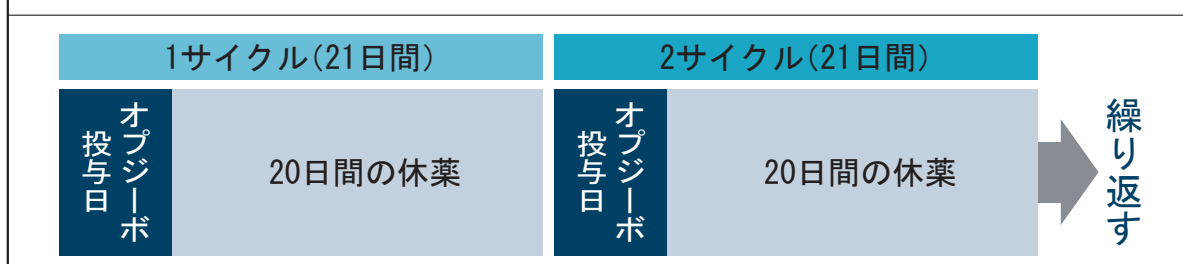 1サイクル(21日間)
2サイクル(21日間)
オプジーボ
投与日
20日間の休薬
オプジーボ
投与日
20日間の休薬
繰り返す